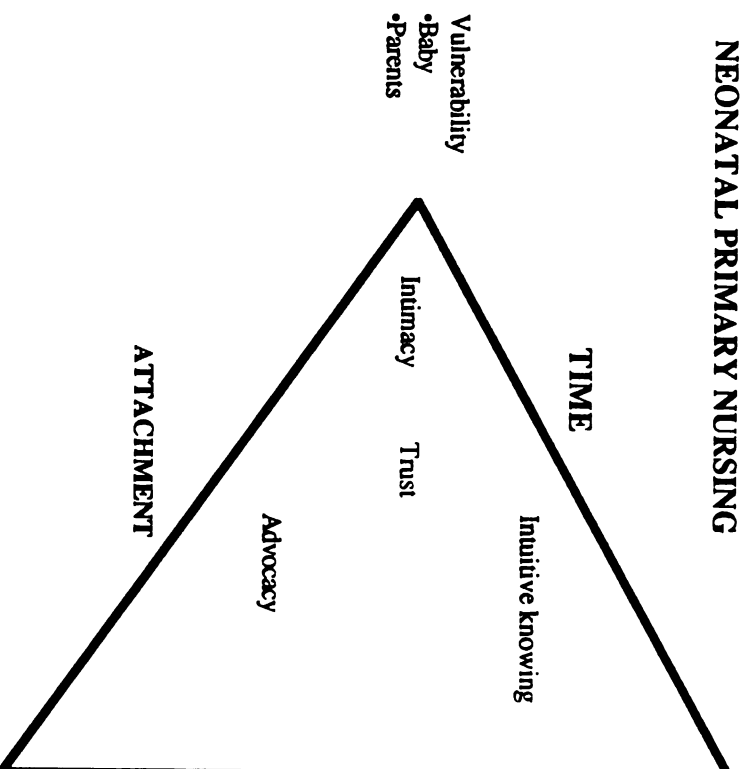 NEONATAL PRIMARY NURSING
TIME
Intuitive knowing
Vulnerability
•Baby
•Parents
Intimacy
Trust
Advocacy
ATTACHMENT